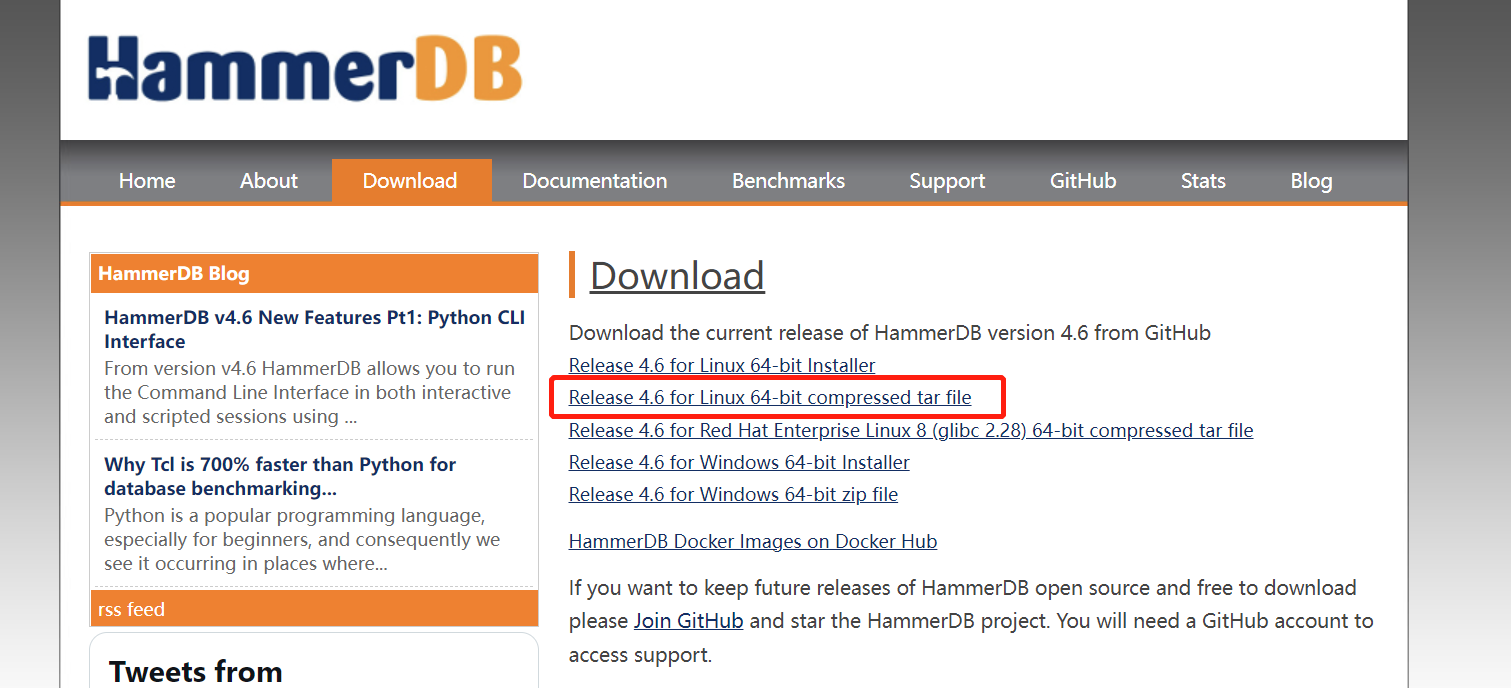 HammerDB
Home About Download Documentation Benchmarks Support GitHub Stats Blog
HammerDB Blog
HammerDB v4.6 New Features Pt1: Python CLI
Interface
From version v4.6 HammerDB allows you to run
the Command Line Interface in both interactive
and scripted sessions using ...
Why Tcl is 700% faster than Python for
database benchmarking...
Python is a popular programming language,
especially for beginners, and consequently we
see it occurring in places where...
rss feed
Tweets from
Download
Download the current release of HammerDB version 4.6 from GitHub
Release 4.6 for Linux 64-bit Installer
Release 4.6 for Linux 64-bit compressed tar file
Release 4.6 for Red Hat Enterprise Linux 8 (glibc 2.28) 64-bit compressed tar file
Release 4.6 for Windows 64-bit Installer
Release 4.6 for Windows 64-bit zip file
HammerDB Docker Images on Docker Hub
If you want to keep future releases of HammerDB open source and free to download
please Join GitHub and star the HammerDB project. You will need a GitHub account to
access support.